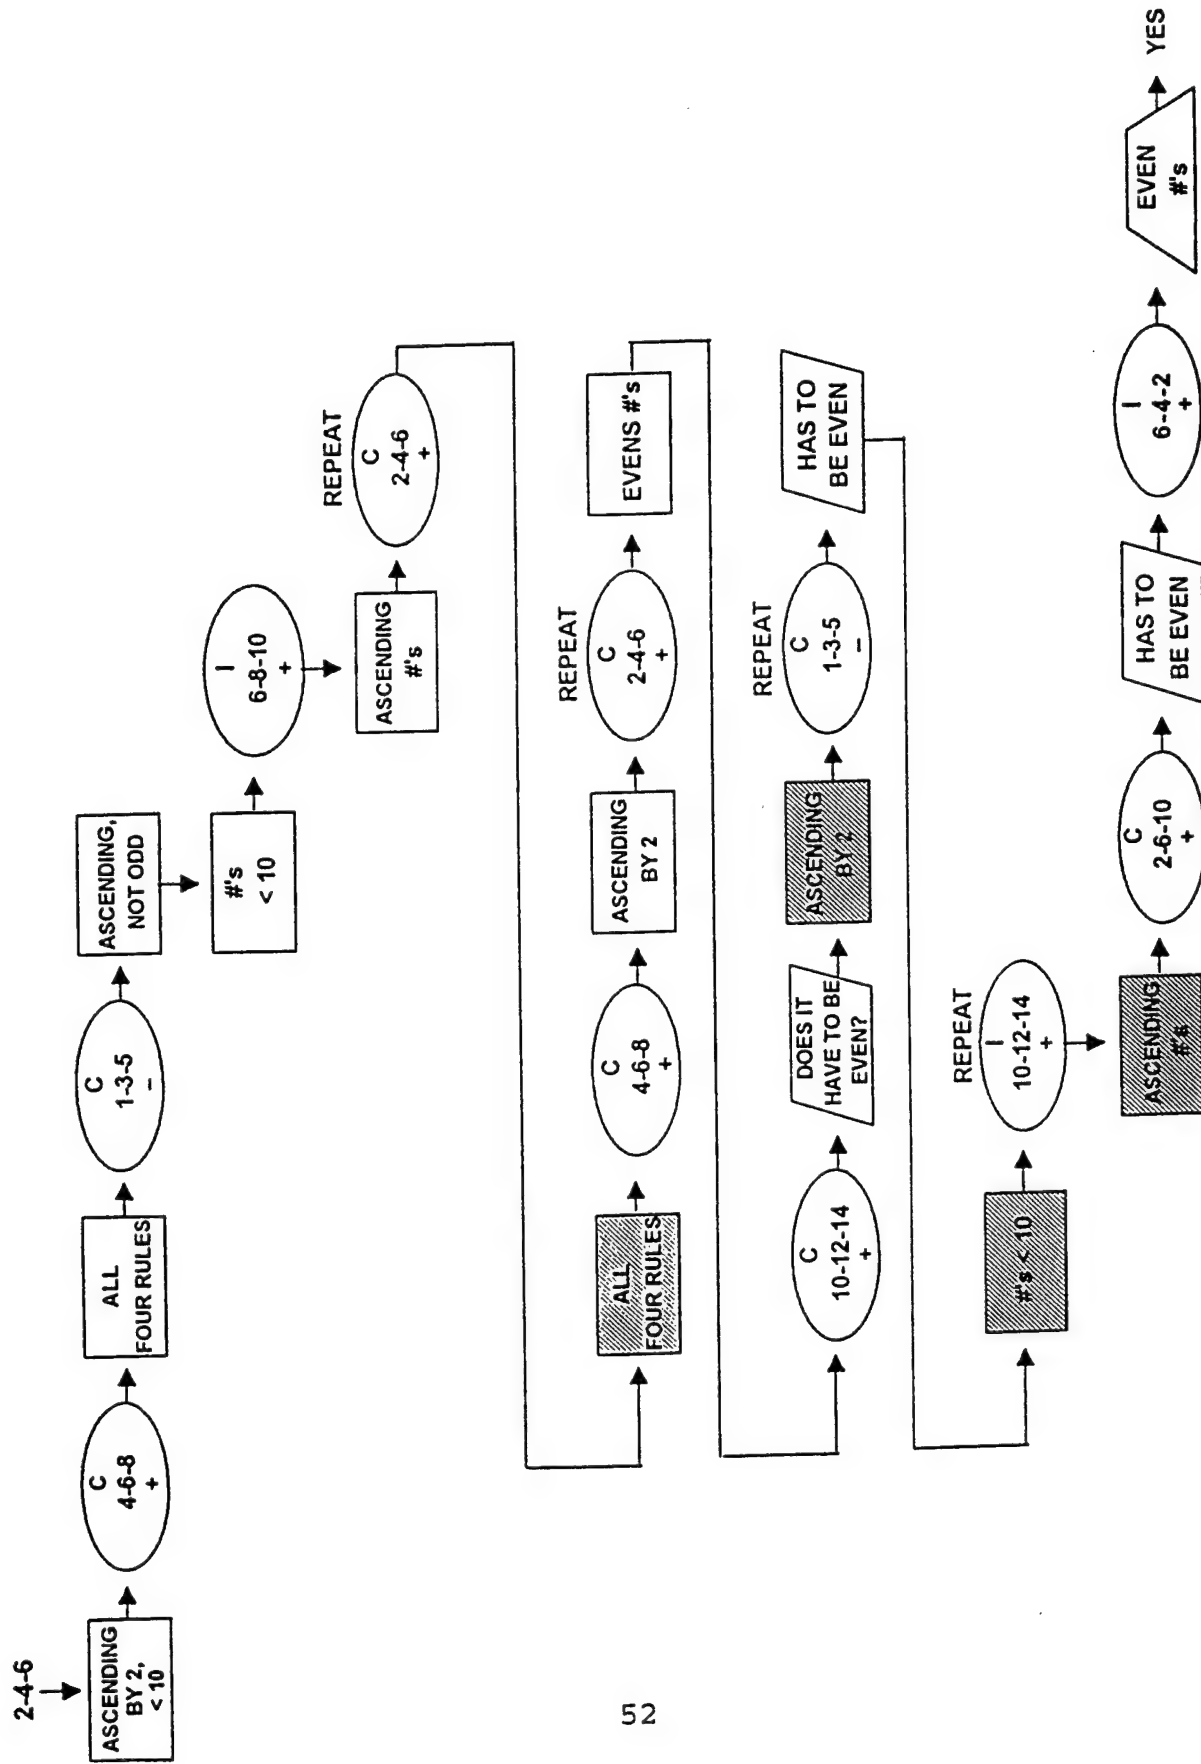 2-4-6
ASCENDING
BY 2,
< 10
C
4-6-8
+
ALL
FOUR RULES
C
1-3-5
–
ASCENDING,
NOT ODD
#'s
< 10
I
6-8-10
+
ASCENDING
#'s
REPEAT
C
2-4-6
+
ALL
FOUR RULES
C
4-6-8
+
ASCENDING
BY 2
REPEAT
C
2-4-6
+
EVENS #'s
C
10-12-14
+
DOES IT
HAVE TO BE
EVEN?
ASCENDING
BY 2
REPEAT
C
1-3-5
–
HAS TO
BE EVEN
#'s < 10
REPEAT
I
10-12-14
+
ASCENDING
#'s
C
2-6-10
+
HAS TO
BE EVEN
I
6-4-2
+
EVEN
#'s
YES
52